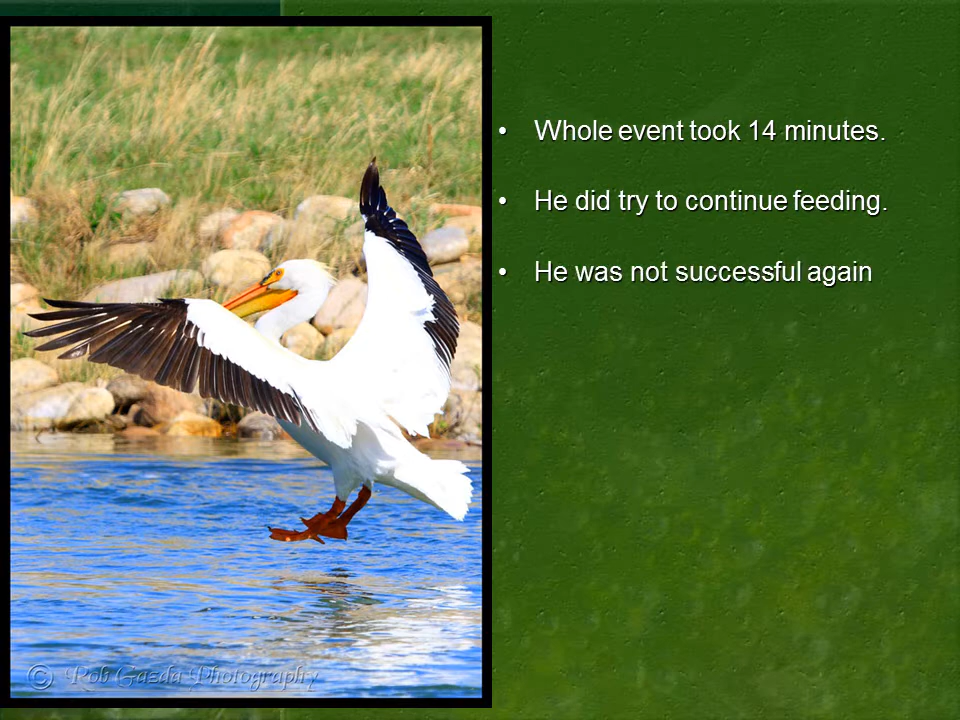 • Whole event took 14 minutes.
• He did try to continue feeding.
• He was not successful again
© Rob Gazda Photography